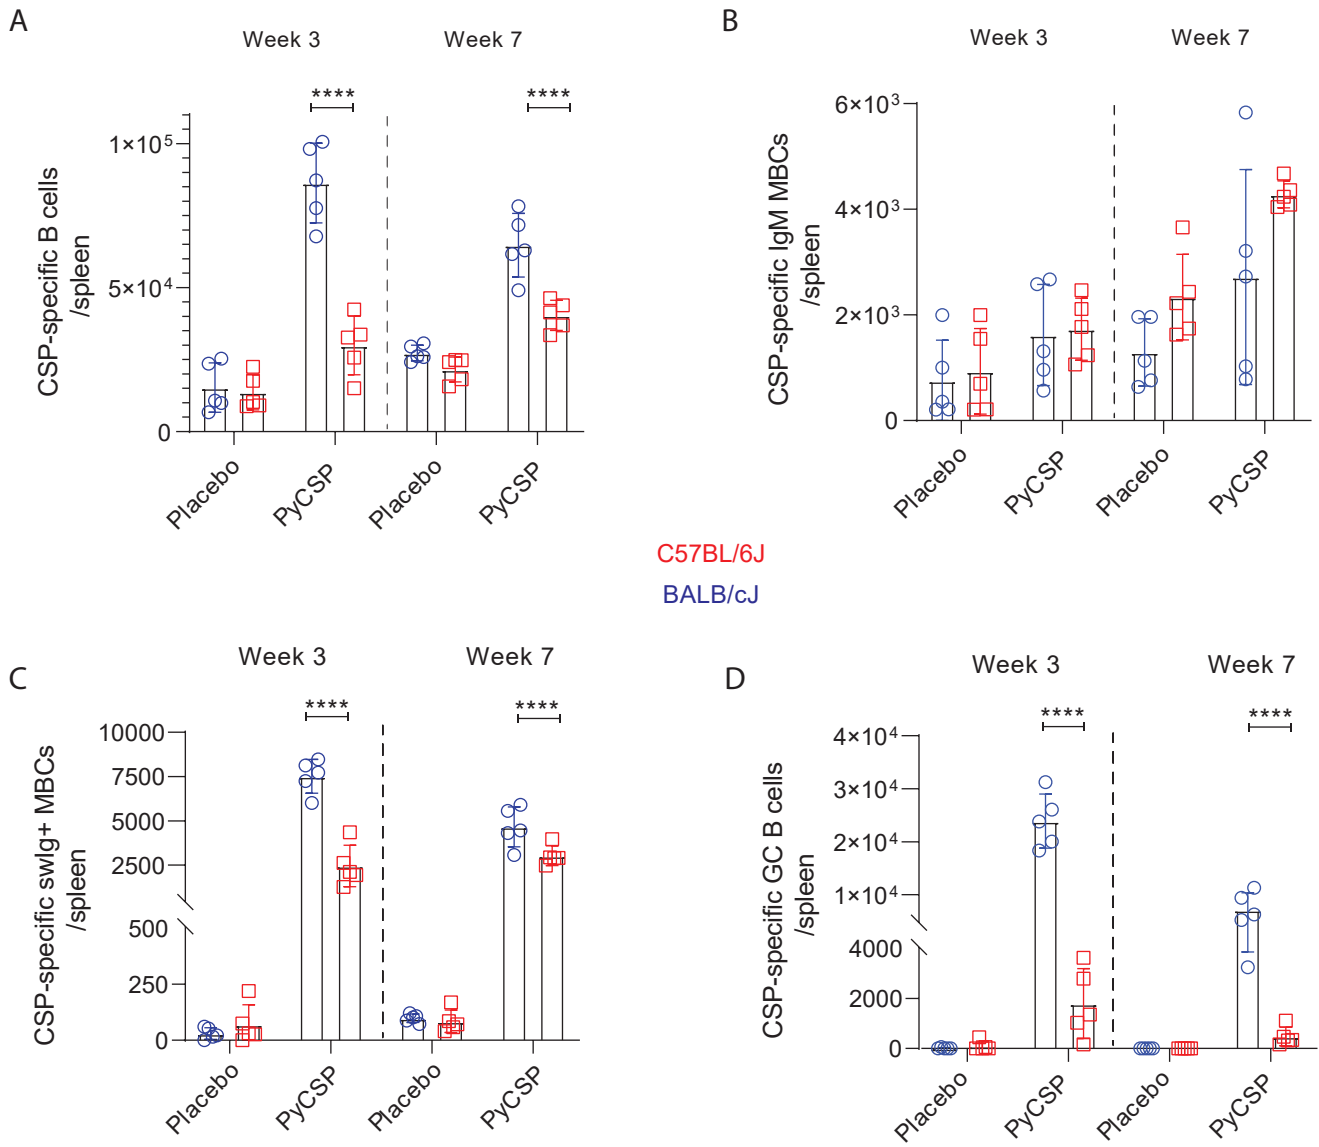 A
Week 3
Week 7
****
****
CSP-specific B cells
/spleen
1×10⁵
5×10⁴
0
Placebo
PyCSP
Placebo
PyCSP
B
Week 3
Week 7
CSP-specific IgM MBCs
/spleen
6×10³
4×10³
2×10³
0
Placebo
PyCSP
Placebo
PyCSP
C57BL/6J
BALB/cJ
C
Week 3
Week 7
****
****
CSP-specific swIg+ MBCs
/spleen
10000
7500
5000
2500
500
250
0
Placebo
PyCSP
Placebo
PyCSP
D
Week 3
Week 7
****
****
CSP-specific GC B cells
/spleen
4×10⁴
3×10⁴
2×10⁴
1×10⁴
4000
2000
0
Placebo
PyCSP
Placebo
PyCSP